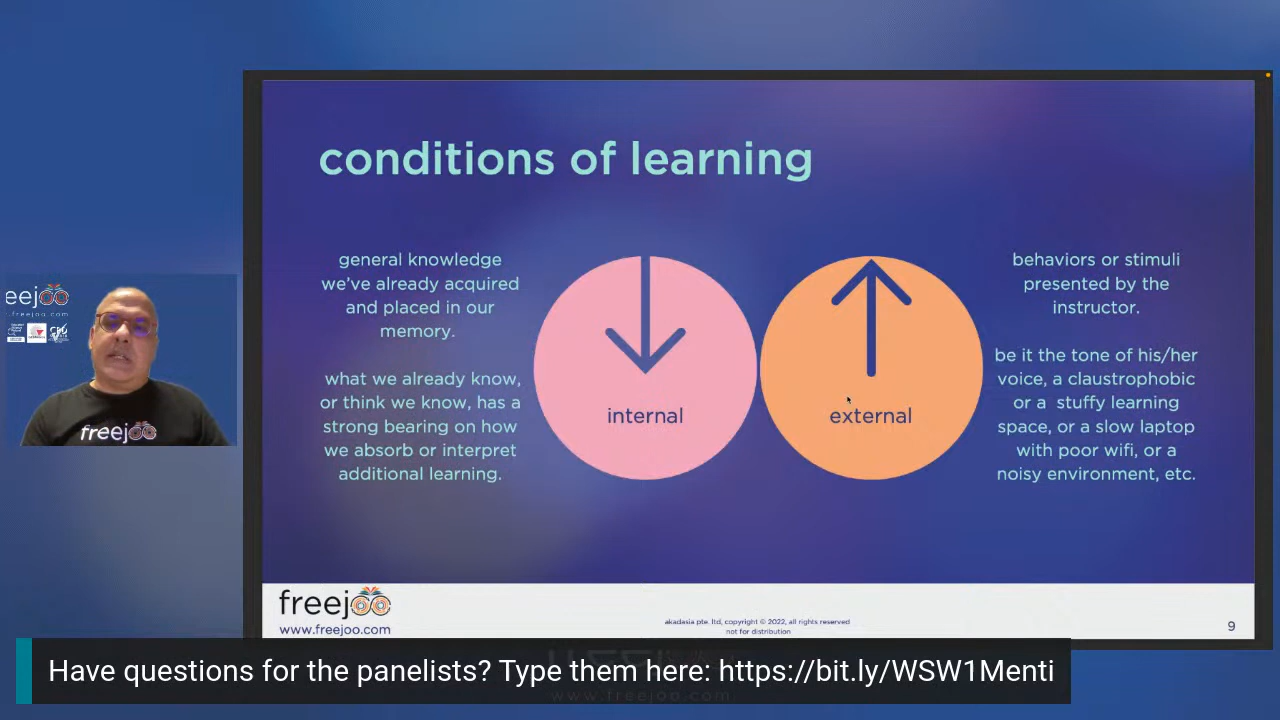 conditions of learning
general knowledge
we’ve already acquired
and placed in our
memory.
what we already know,
or think we know, has a
strong bearing on how
we absorb or interpret
additional learning.
internal
external
behaviors or stimuli
presented by the
instructor.
be it the tone of his/her
voice, a claustrophobic
or a stuffy learning
space, or a slow laptop
with poor wifi, or a
noisy environment, etc.
eejoo
.freejoo.com
freejoo
freejoo
www.freejoo.com
akadasia pte. ltd, copyright © 2022, all rights reserved
not for distribution
9
Have questions for the panelists? Type them here: https://bit.ly/WSW1Menti
www.freejoo.com